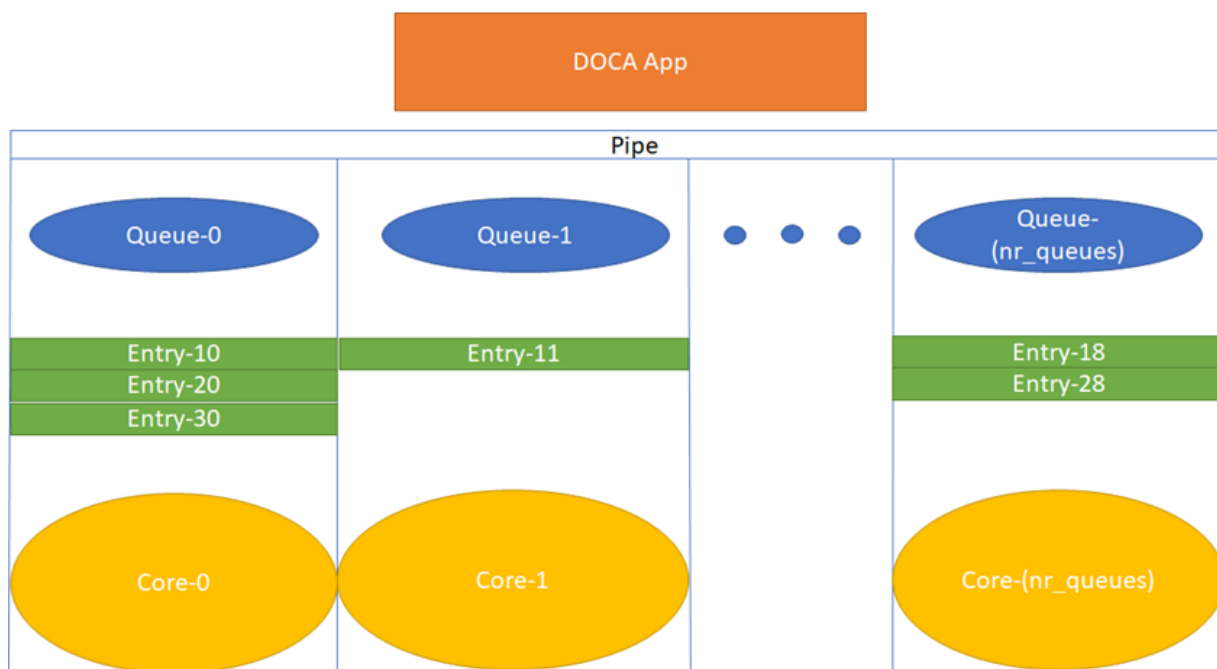 DOCA App
Pipe
Queue-0
Queue-1
Queue-
(nr_queues)
Entry-10
Entry-11
Entry-18
Entry-20
Entry-28
Entry-30
Core-0
Core-1
Core-(nr_queues)